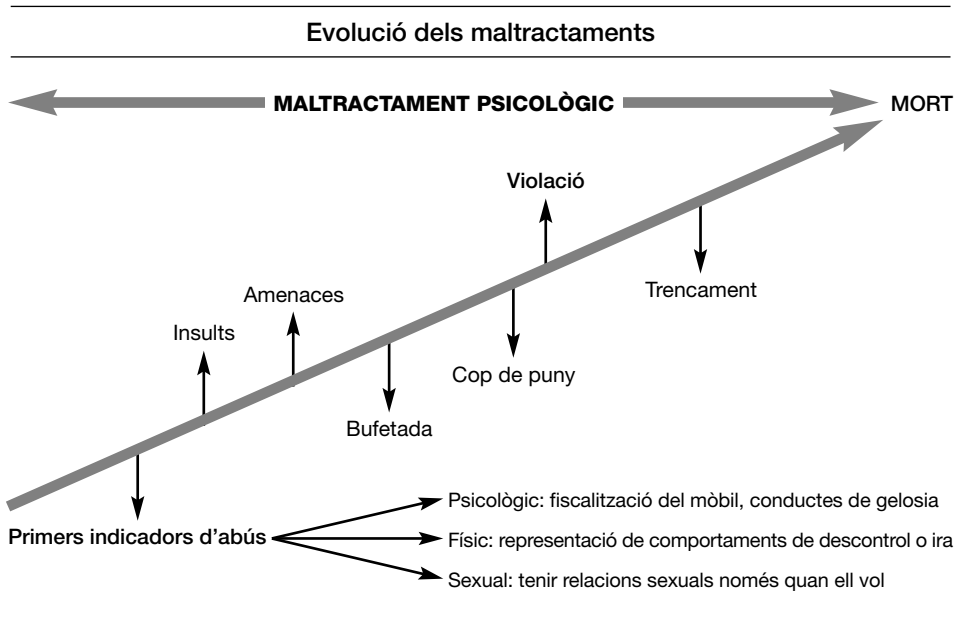 Evolució dels maltractaments
MALTRACTAMENT PSICOLÒGIC
MORT
Violació
Trencament
Amenaces
Insults
Cop de puny
Bufetada
Psicològic: fiscalització del mòbil, conductes de gelosia
Primers indicadors d’abús
Físic: representació de comportaments de descontrol o ira
Sexual: tenir relacions sexuals només quan ell vol